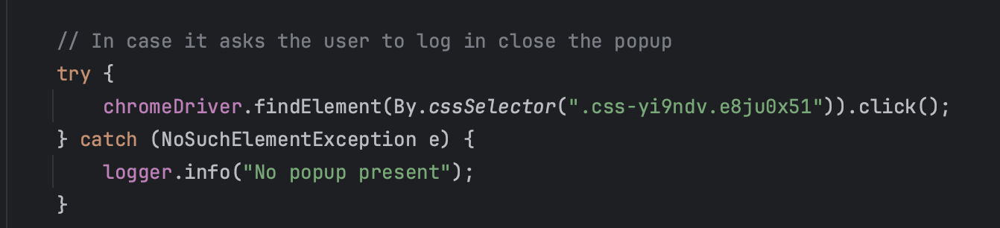 // In case it asks the user to log in close the popup
try {
chromeDriver.findElement(By.cssSelector(".css-yi9ndv.e8ju0x51")).click();
} catch (NoSuchElementException e) {
logger.info("No popup present");
}